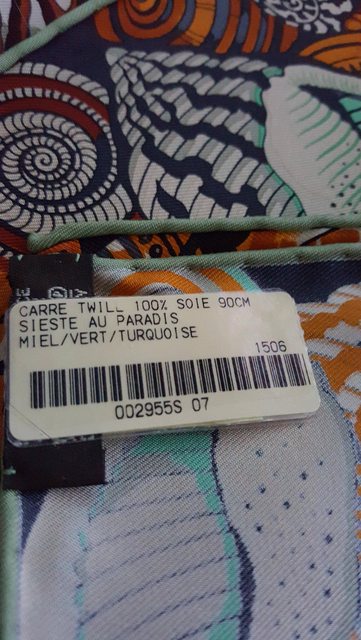 CARRE TWILL 100% SOIE 90CM
SIESTE AU PARADIS
MIEL/VERT/TURQUOISE
1506
002955S 07